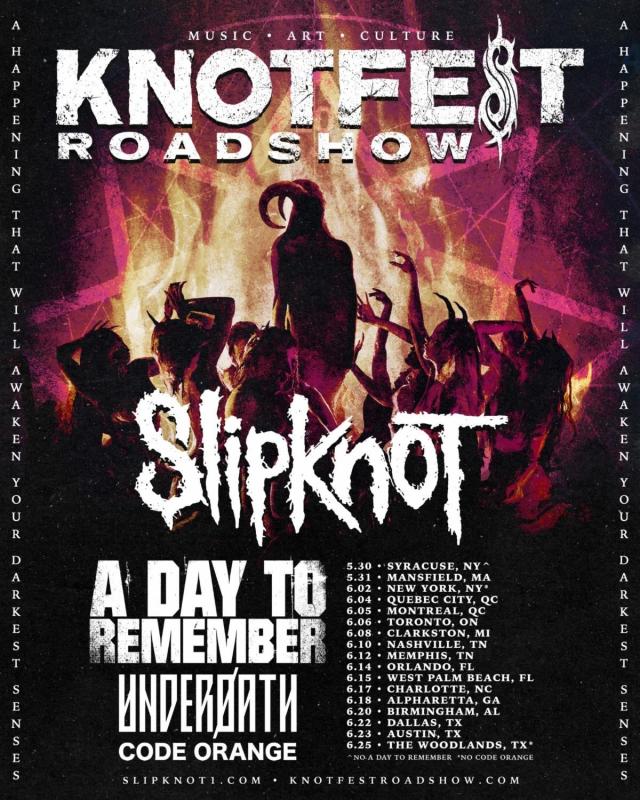 MUSIC • ART • CULTURE
KNOTFEST
ROADSHOW
A HAPPENING THAT WILL AWAKEN YOUR DARKEST SENSES
A HAPPENING THAT WILL AWAKEN YOUR DARKEST SENSES
SLIPKNOT
A DAY TO
REMEMBER
UNDERØATH
CODE ORANGE
5.30 • SYRACUSE, NY^
5.31 • MANSFIELD, MA
6.02 • NEW YORK, NY*
6.04 • QUEBEC CITY, QC
6.05 • MONTREAL, QC
6.06 • TORONTO, ON
6.08 • CLARKSTON, MI
6.10 • NASHVILLE, TN
6.12 • MEMPHIS, TN
6.14 • ORLANDO, FL
6.15 • WEST PALM BEACH, FL
6.17 • CHARLOTTE, NC
6.18 • ALPHARETTA, GA
6.20 • BIRMINGHAM, AL
6.22 • DALLAS, TX
6.23 • AUSTIN, TX
6.25 • THE WOODLANDS, TX*
^NO A DAY TO REMEMBER *NO CODE ORANGE
SLIPKNOT1.COM • KNOTFESTROADSHOW.COM